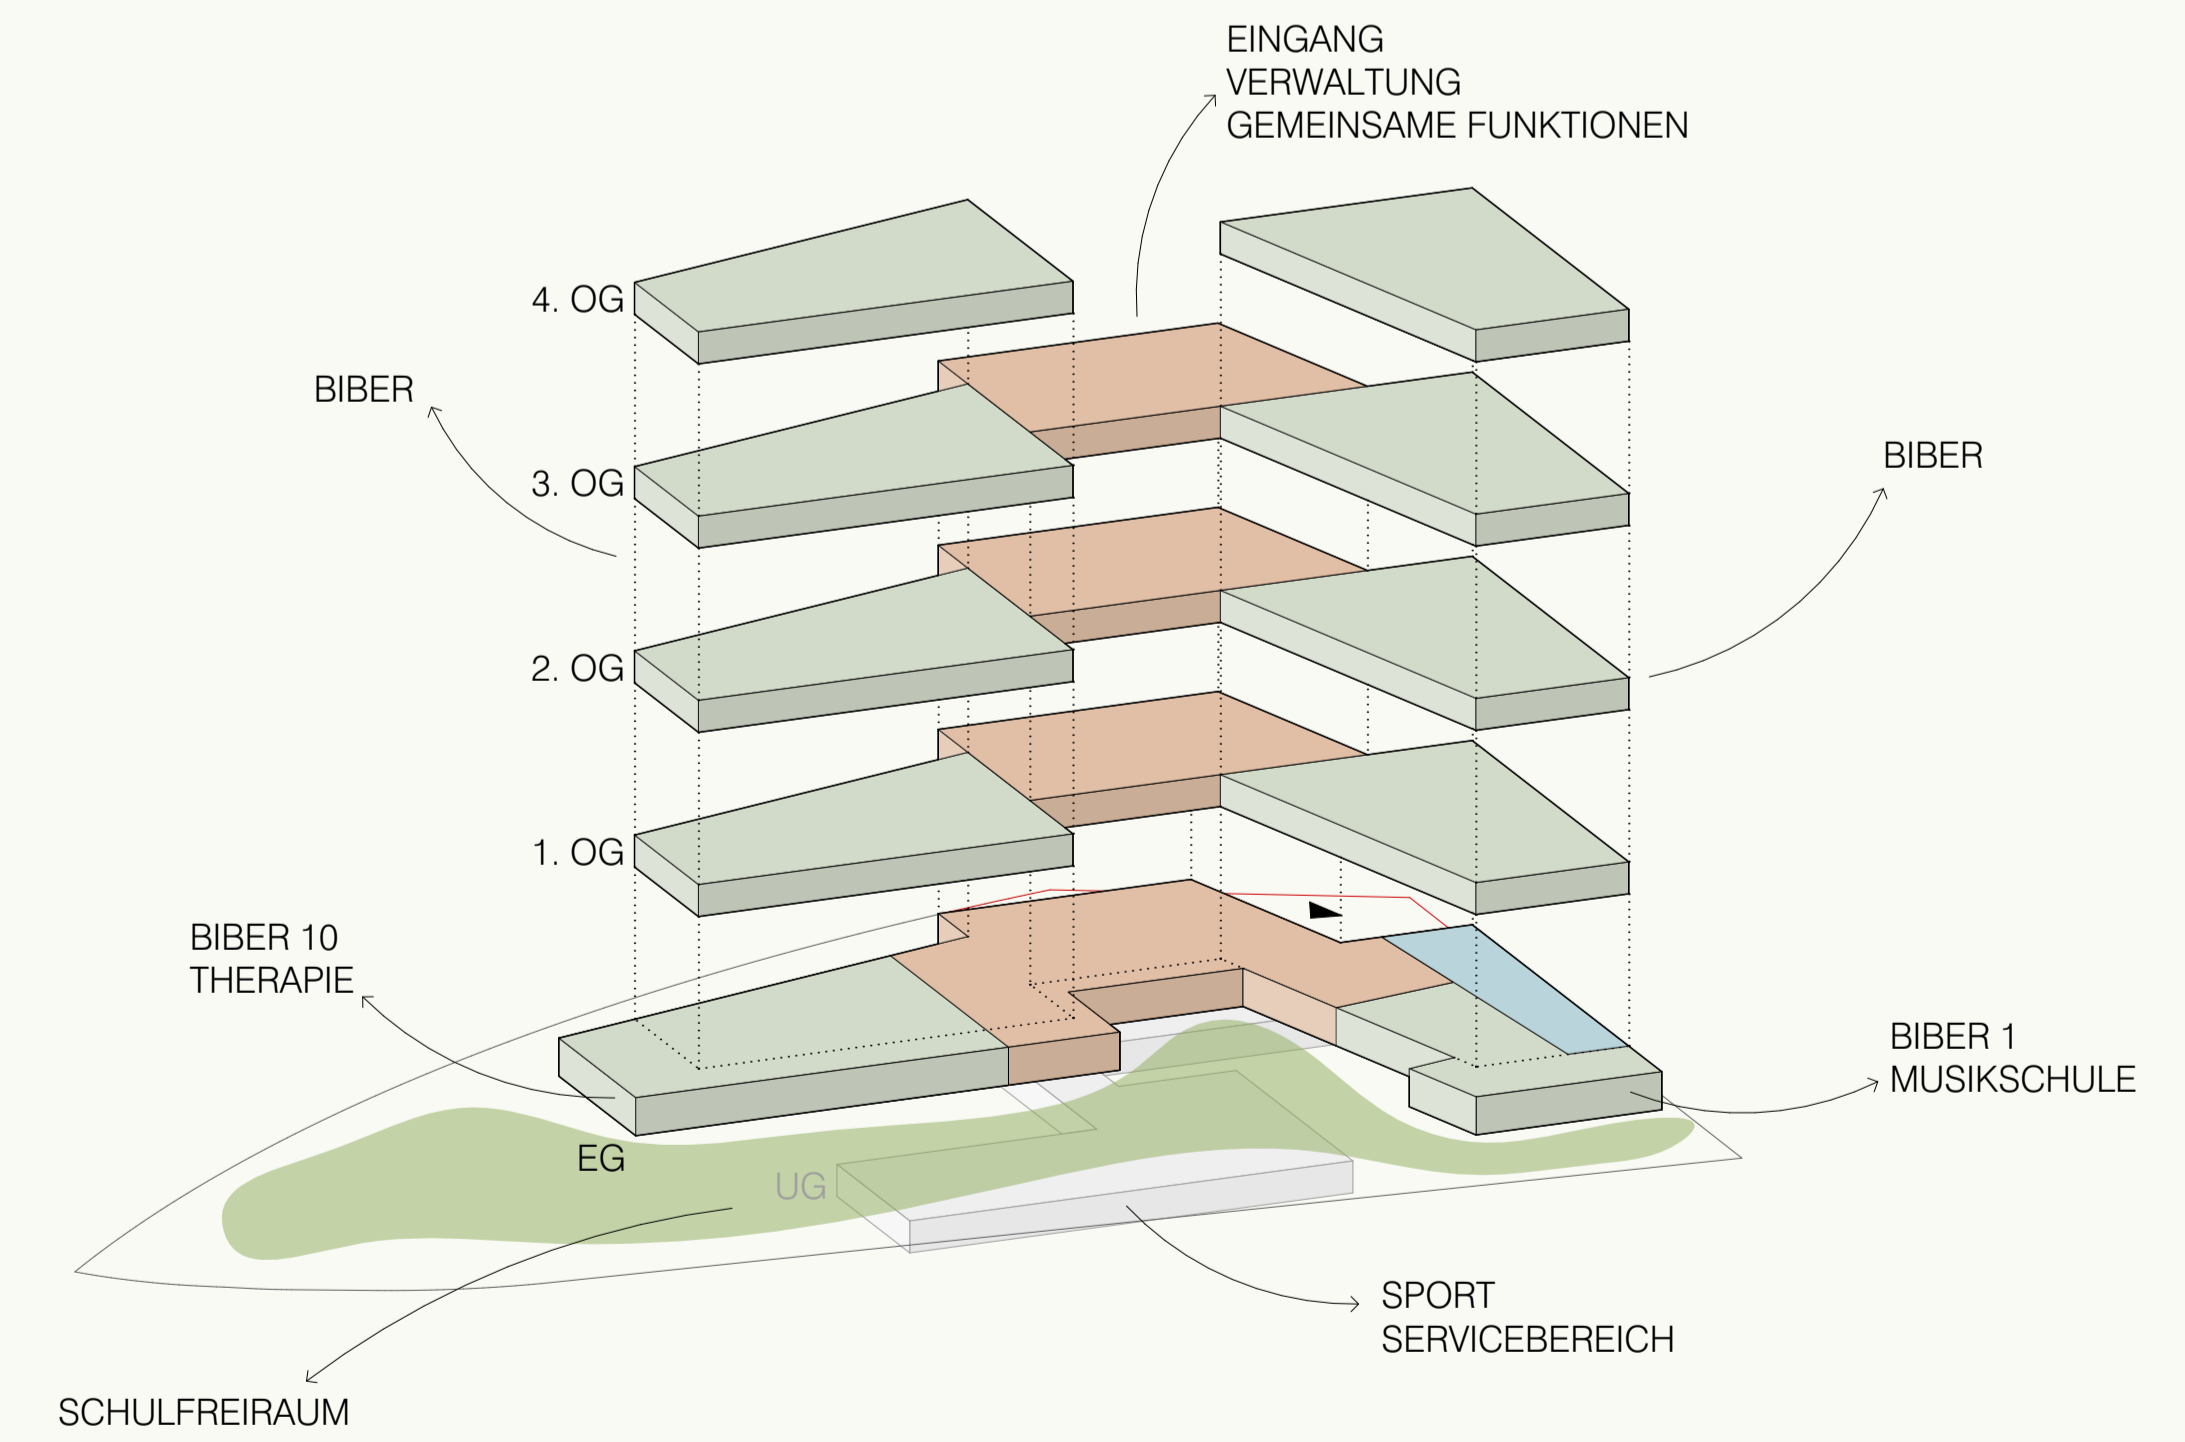 EINGANG
VERWALTUNG
GEMEINSAME FUNKTIONEN
4. OG
BIBER
3. OG
BIBER
2. OG
1. OG
BIBER 10
THERAPIE
BIBER 1
MUSIKSCHULE
EG
UG
SPORT
SERVICEBEREICH
SCHULFREIRAUM